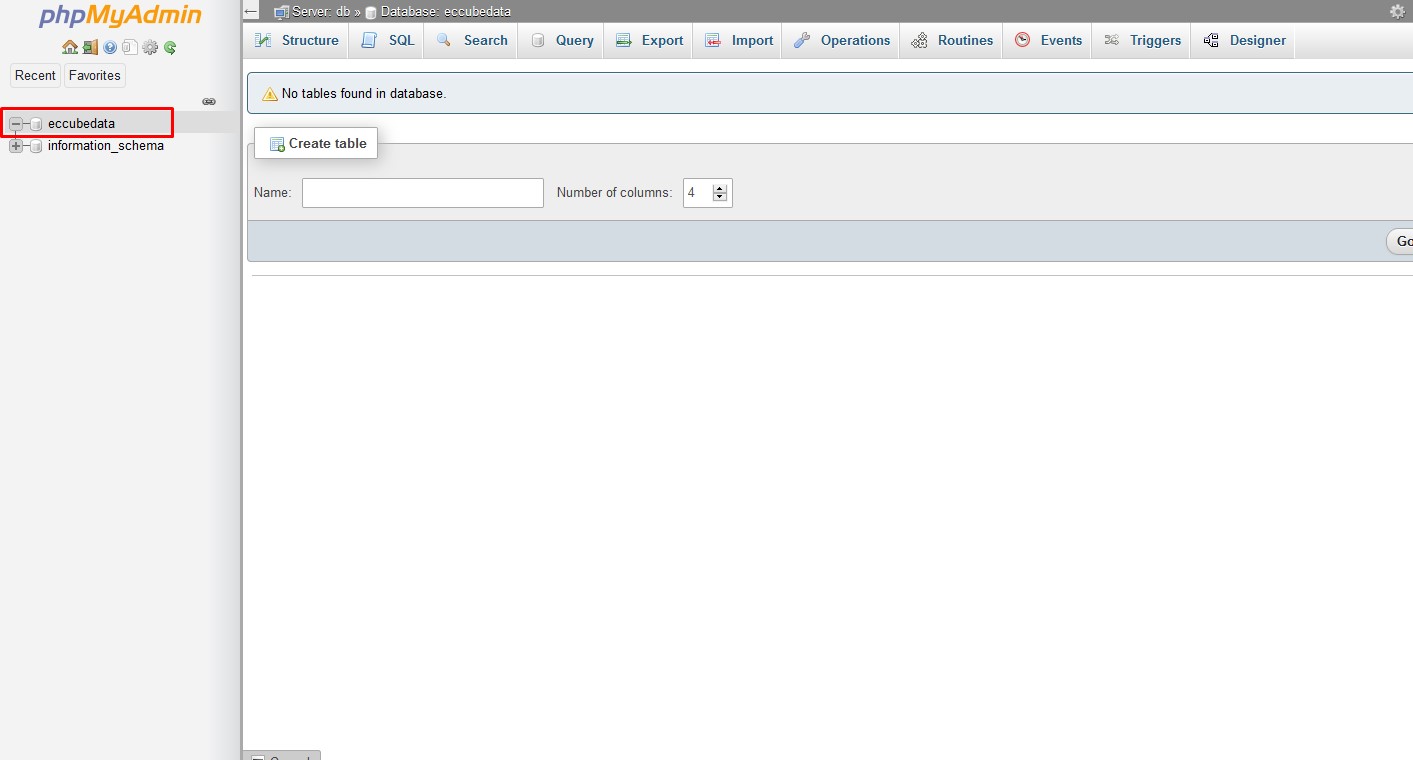 phpMyAdmin
Recent Favorites
eccubedata
information_schema
Server: db » Database: eccubedata
Structure SQL Search Query Export Import Operations Routines Events Triggers Designer
No tables found in database.
Create table
Name: Number of columns: 4
Go